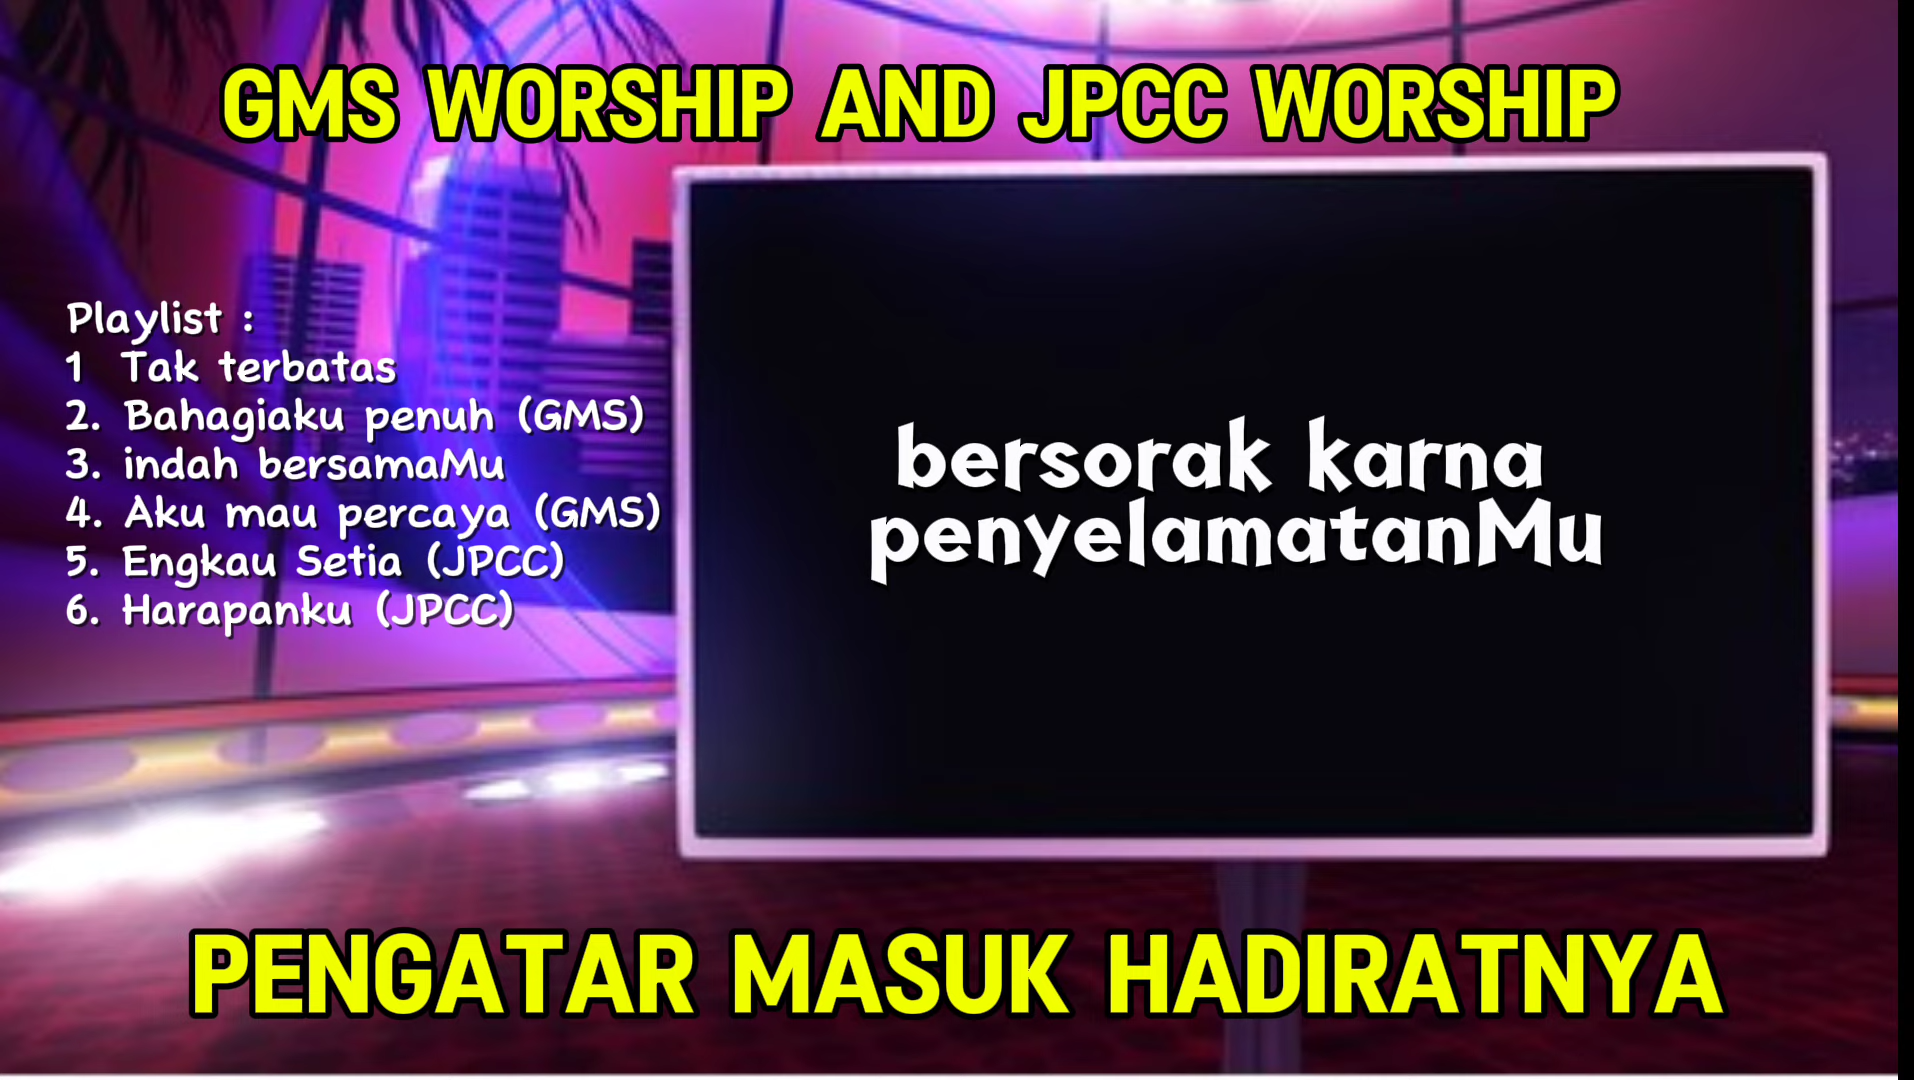 GMS WORSHIP AND JPCC WORSHIP
Playlist :
1 Tak terbatas
2. Bahagiaku penuh (GMS)
3. indah bersamaMu
4. Aku mau percaya (GMS)
5. Engkau Setia (JPCC)
6. Harapanku (JPCC)
bersorak karna
penyelamatanMu
PENGATAR MASUK HADIRATNYA